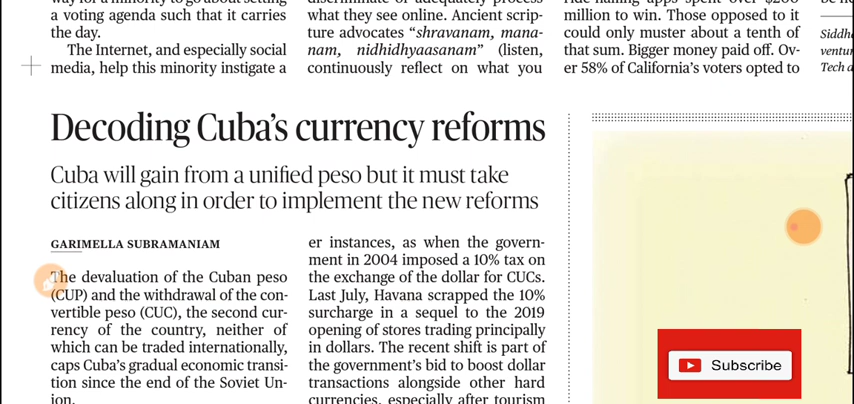 a voting agenda such that it carries
the day.
The Internet, and especially social
media, help this minority instigate a
what they see online. Ancient scrip-
ture advocates “shravanam, mana-
nam, nidhidhyaasanam” (listen,
continuously reflect on what you
million to win. Those opposed to it
could only muster about a tenth of
that sum. Bigger money paid off. Ov-
er 58% of California’s voters opted to
Siddh
ventur
Tech a
Decoding Cuba’s currency reforms
Cuba will gain from a unified peso but it must take
citizens along in order to implement the new reforms
GARIMELLA SUBRAMANIAM
The devaluation of the Cuban peso
(CUP) and the withdrawal of the con-
vertible peso (CUC), the second cur-
rency of the country, neither of
which can be traded internationally,
caps Cuba’s gradual economic transi-
tion since the end of the Soviet Un-
ion.
er instances, as when the govern-
ment in 2004 imposed a 10% tax on
the exchange of the dollar for CUCs.
Last July, Havana scrapped the 10%
surcharge in a sequel to the 2019
opening of stores trading principally
in dollars. The recent shift is part of
the government’s bid to boost dollar
transactions alongside other hard
currencies, especially after tourism
Subscribe